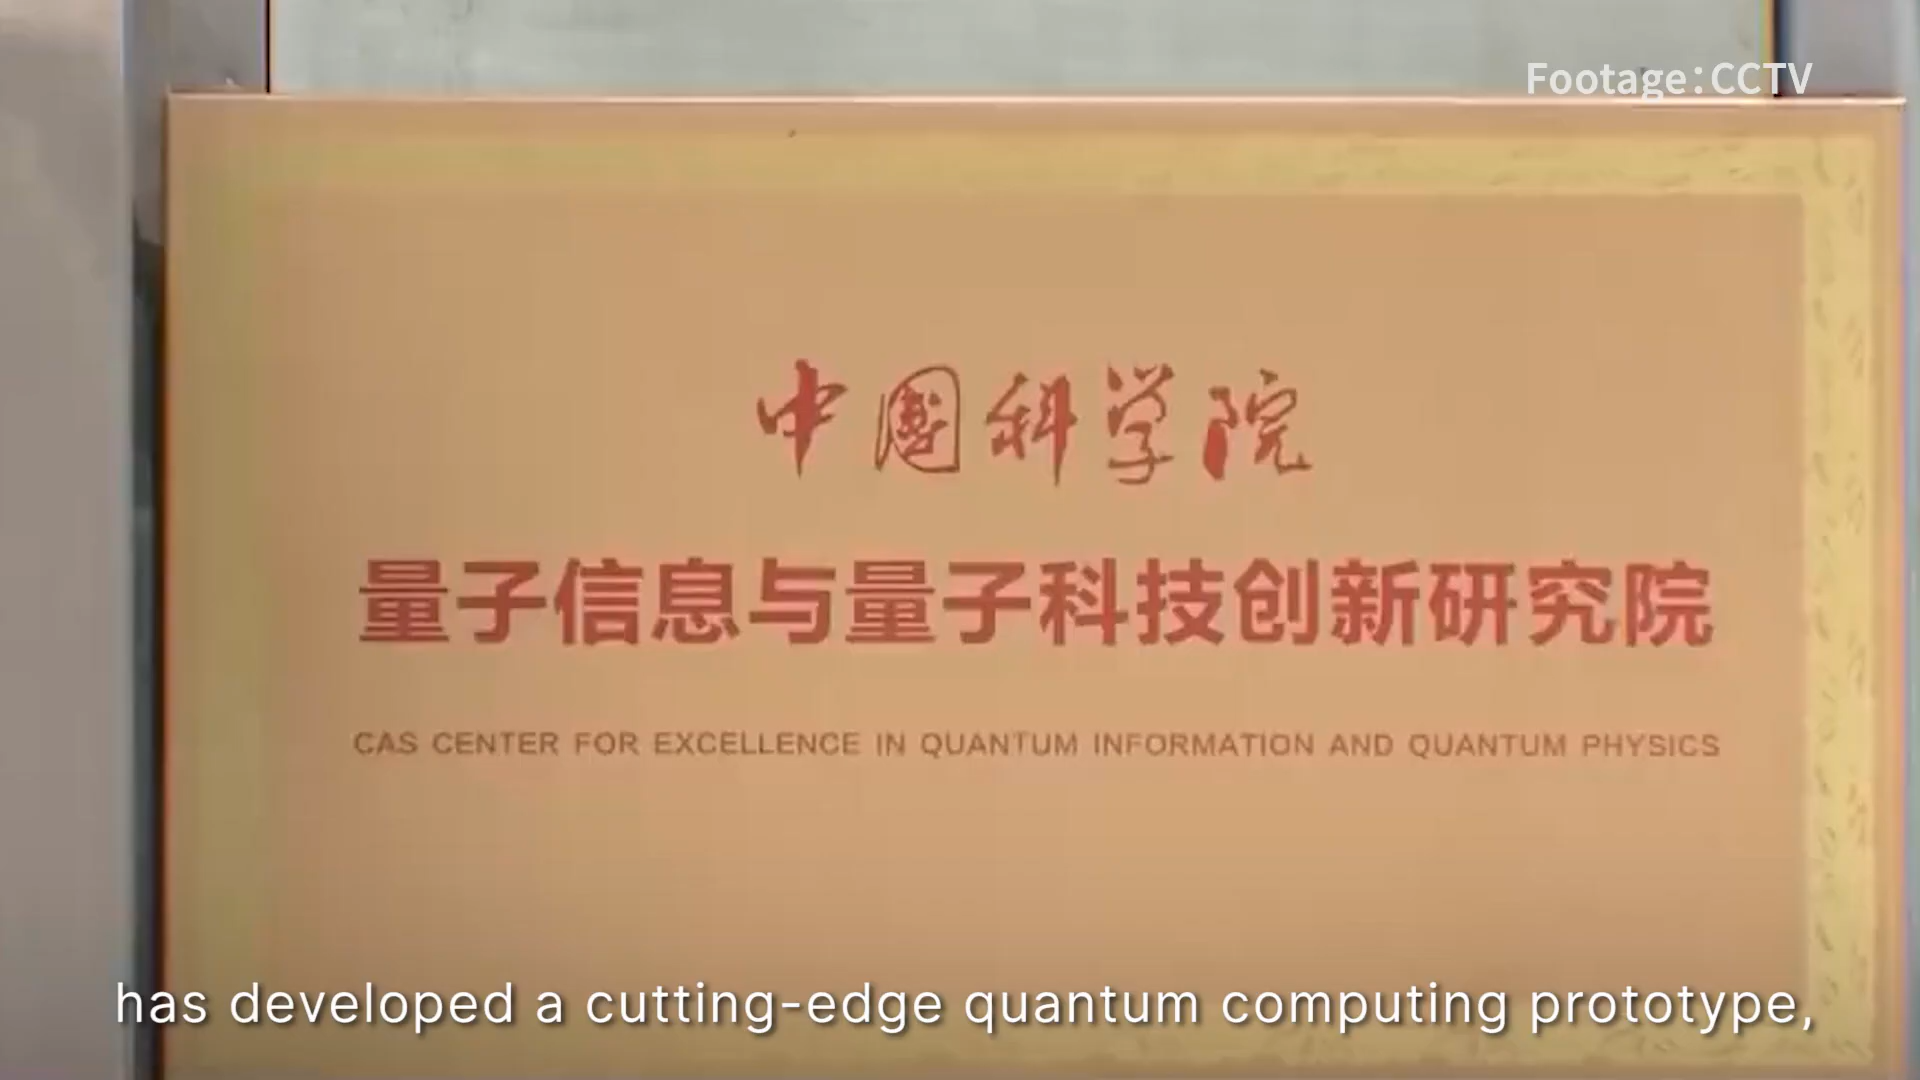 Footage:CCTV
中国科学院
量子信息与量子科技创新研究院
CAS CENTER FOR EXCELLENCE IN QUANTUM INFORMATION AND QUANTUM PHYSICS
has developed a cutting-edge quantum computing prototype,